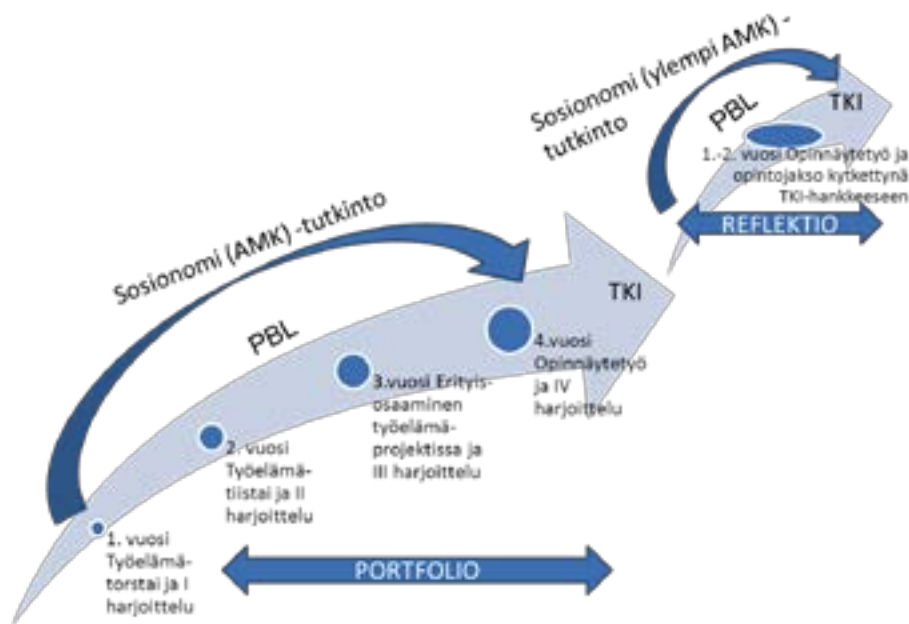 Sosionomi (ylempi AMK) -
tutkinto
PBL
TKI
1.-2. vuosi Opinnäytetyö ja
opintojakso kytkettynä
TKI-hankkeeseen
REFLEKTIO
Sosionomi (AMK) -tutkinto
PBL
TKI
4.vuosi
Opinnäytetyö
ja IV
harjoittelu
3.vuosi Erityis-
osaaminen
työelämä-
projektissa ja
III harjoittelu
2. vuosi
Työelämä-
tiistai ja II
harjoittelu
1. vuosi
Työelämä-
torstai ja I
harjoittelu
PORTFOLIO